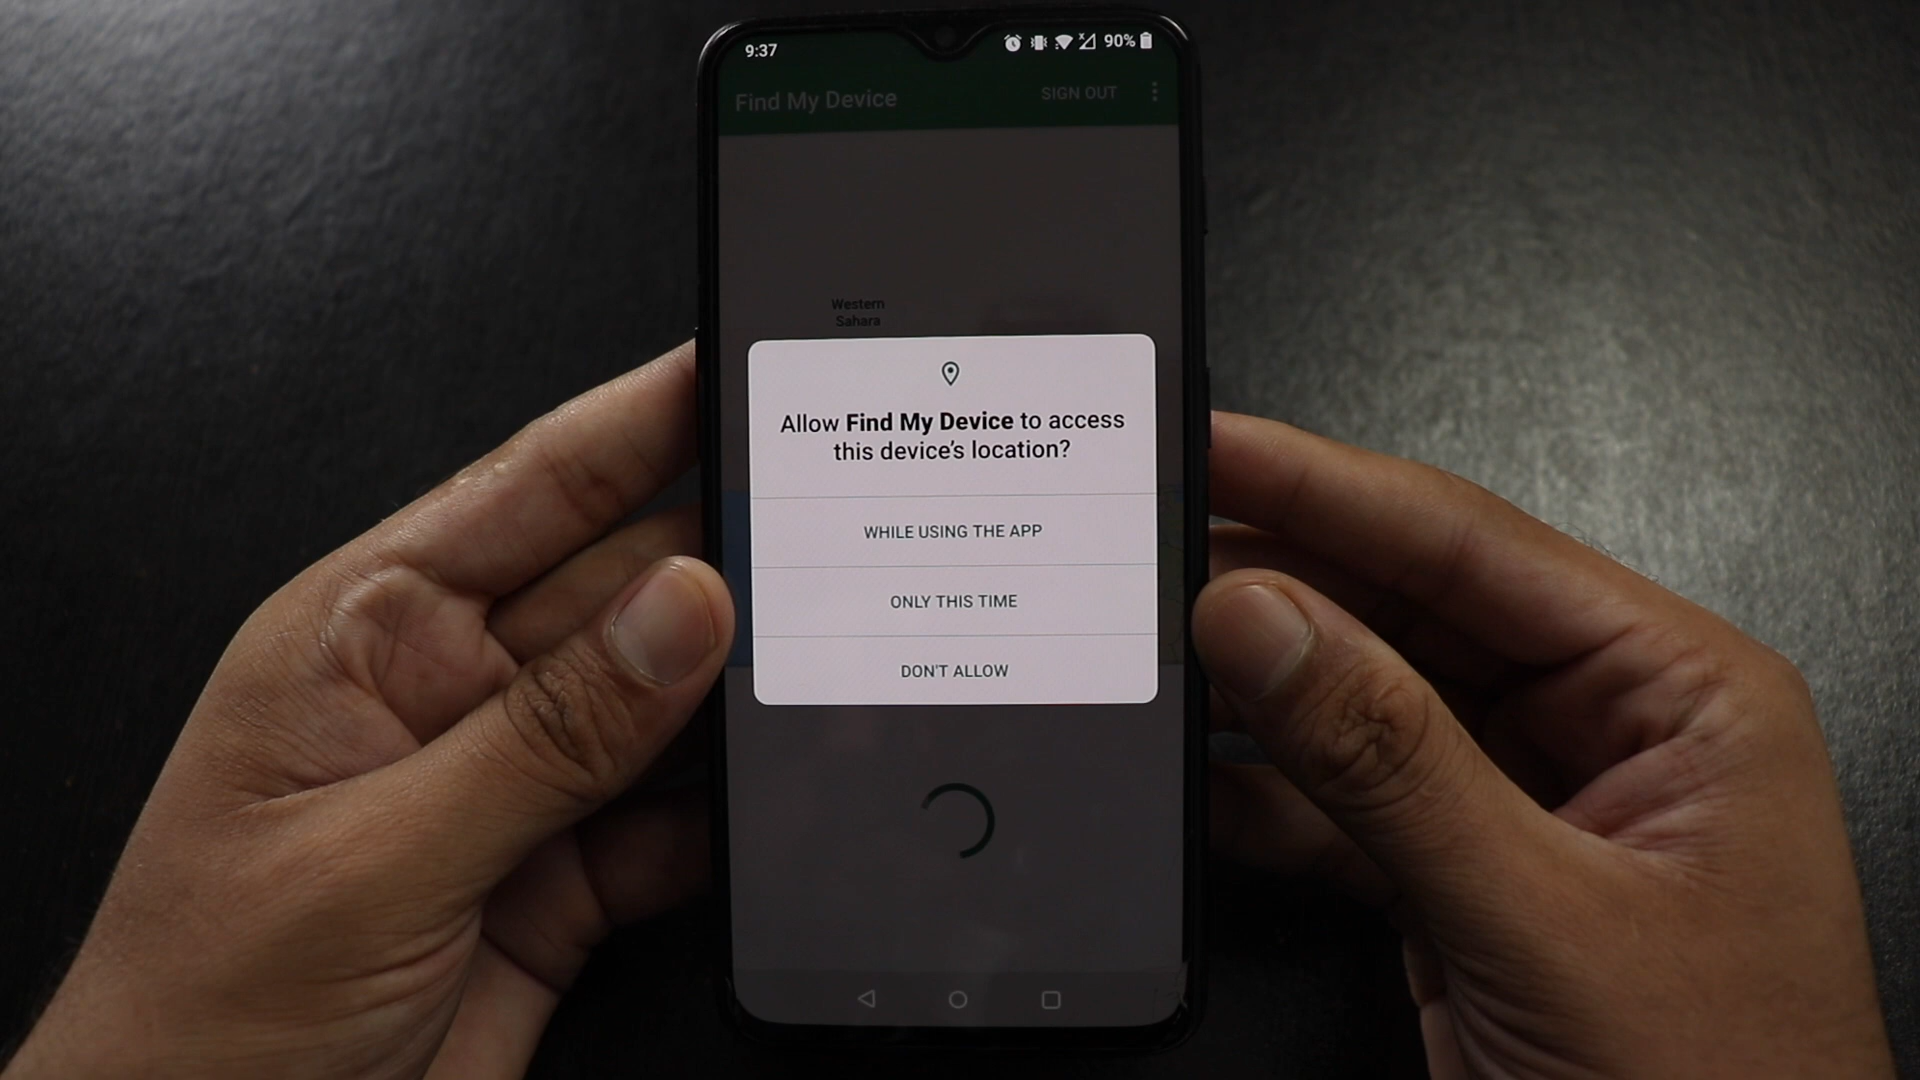 9:37
90%
Find My Device
SIGN OUT
Western
Sahara
Allow Find My Device to access
this device's location?
WHILE USING THE APP
ONLY THIS TIME
DON'T ALLOW